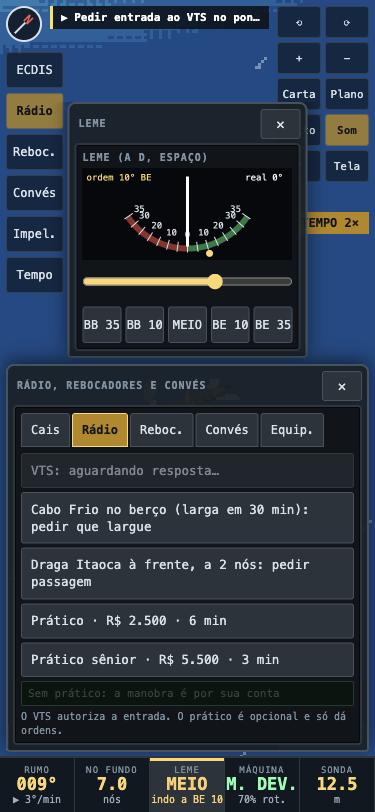 ▶ Pedir entrada ao VTS no pon…
⟲ ⟳
+ −
Carta Plano
Som
Tela
TEMPO 2×
ECDIS
Rádio
Reboc.
Convés
Impel.
Tempo
LEME ×
LEME (A D, ESPAÇO)
ordem 10° BE real 0°
35 30 20 10 0 10 20 30 35
BB 35 BB 10 MEIO BE 10 BE 35
RÁDIO, REBOCADORES E CONVÉS ×
Cais Rádio Reboc. Convés Equip.
VTS: aguardando resposta…
Cabo Frio no berço (larga em 30 min):
pedir que largue
Draga Itaoca à frente, a 2 nós: pedir
passagem
Prático · R$ 2.500 · 6 min
Prático sênior · R$ 5.500 · 3 min
Sem prático: a manobra é por sua conta
O VTS autoriza a entrada. O prático é opcional e só dá
ordens.
RUMO NO FUNDO LEME MÁQUINA SONDA
009° 7.0 MEIO M. DEV. 12.5
▶ 3°/min nós indo a BE 10 70% rot. m